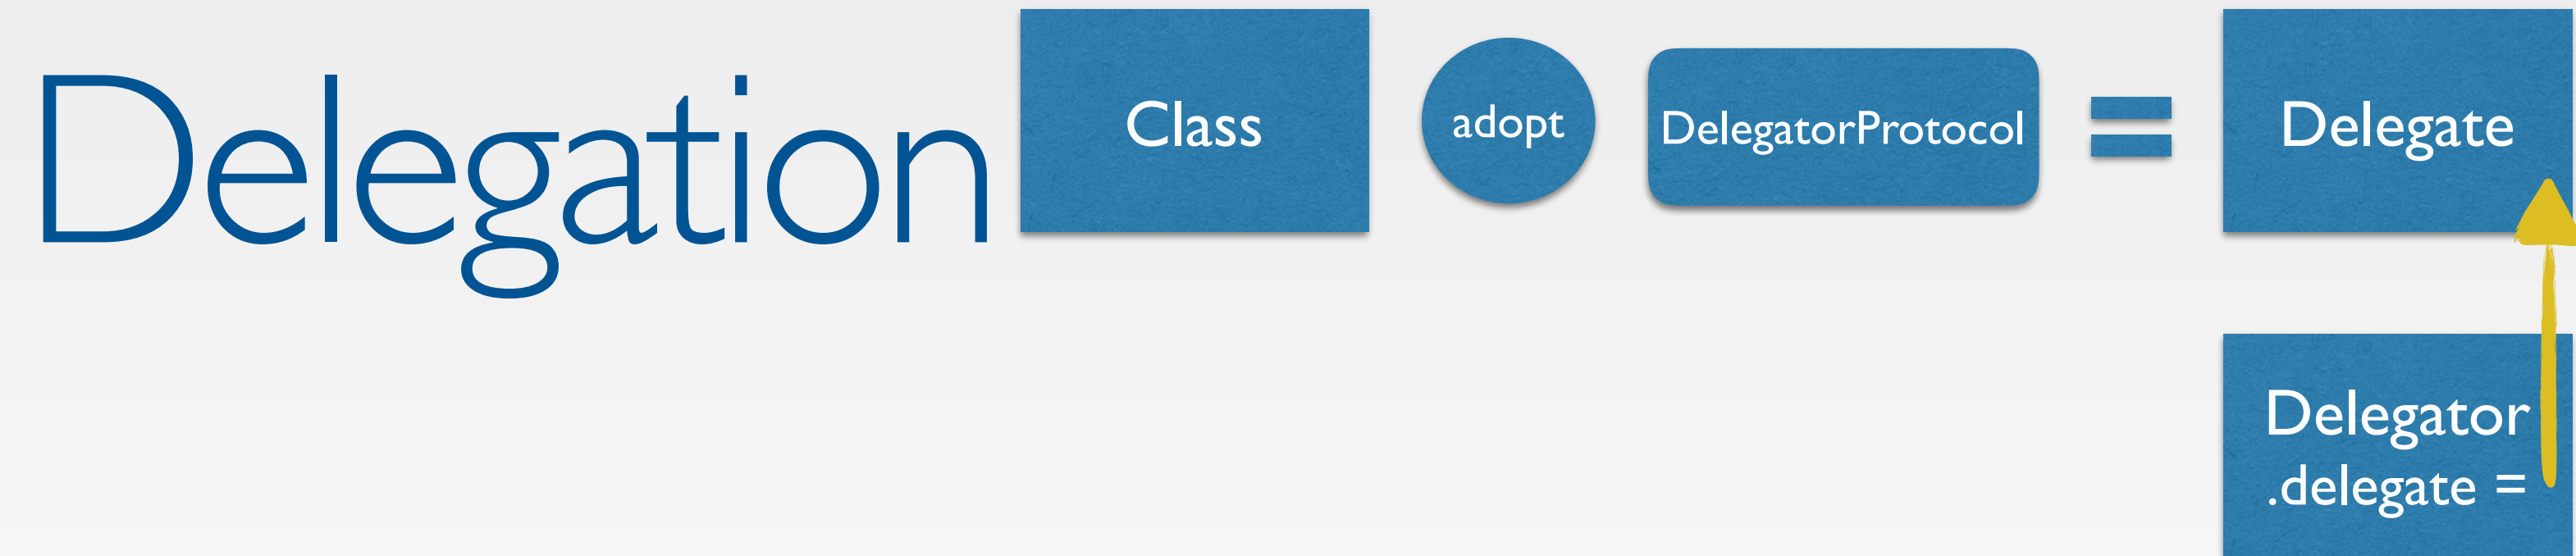 Delegation
Class
adopt
DelegatorProtocol
=
Delegate
Delegator
.delegate =